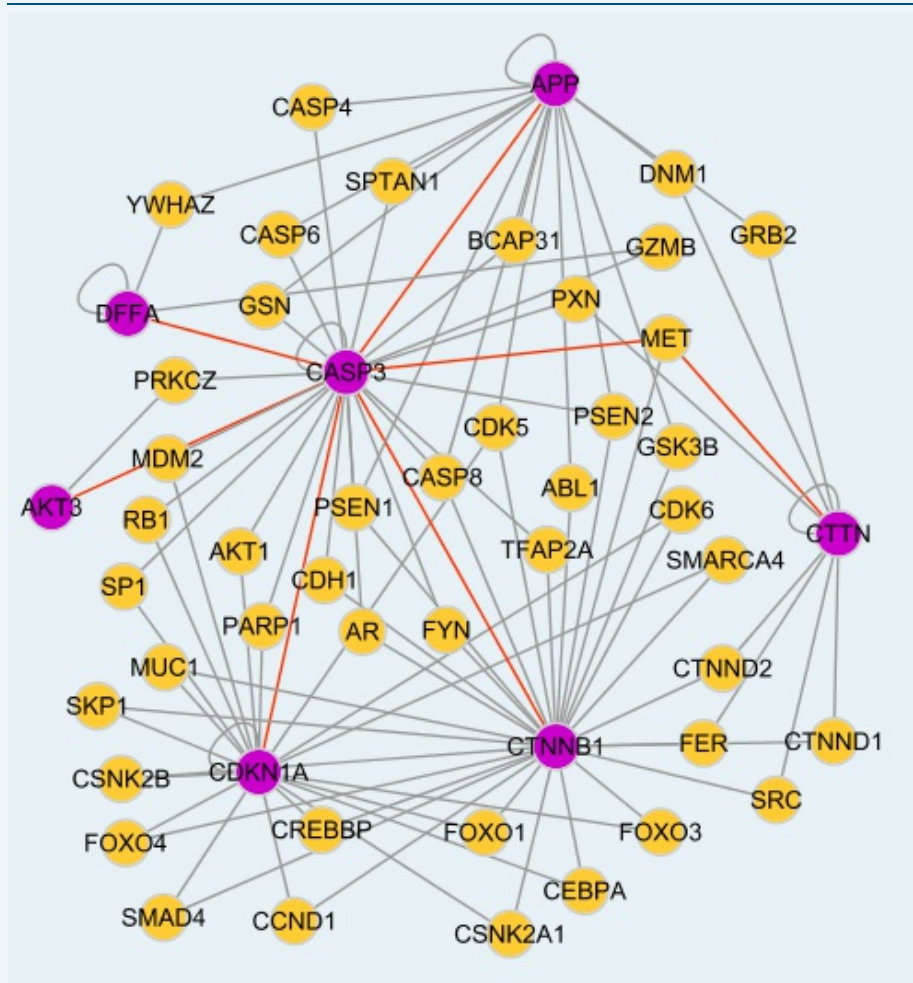 APP
CASP4
DNM1
SPTAN1
YWHAZ
CASP6
BCAP31
GZMB
GRB2
GSN
PXN
DFFA
MET
CASP3
PRKCZ
PSEN2
CDK5
GSK3B
MDM2
CASP8
ABL1
AKT3
PSEN1
CDK6
RB1
CTTN
AKT1
TFAP2A
SMARCA4
CDH1
SP1
PARP1
AR
FYN
MUC1
CTNND2
SKP1
CTNNB1
FER
CTNND1
CDKN1A
CSNK2B
SRC
CREBBP
FOXO1
FOXO3
FOXO4
CEBPA
SMAD4
CCND1
CSNK2A1